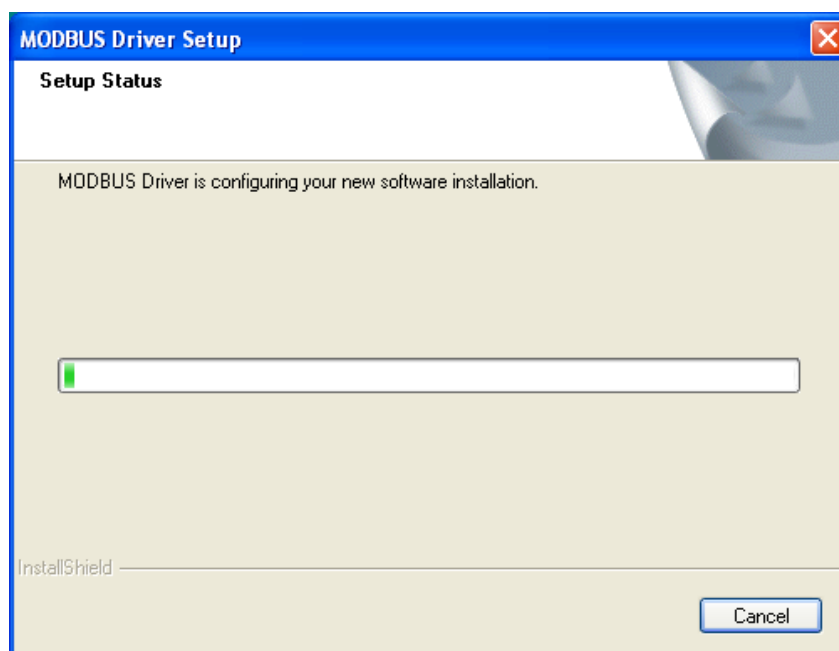 MODBUS Driver Setup
Setup Status
MODBUS Driver is configuring your new software installation.
InstallShield
Cancel